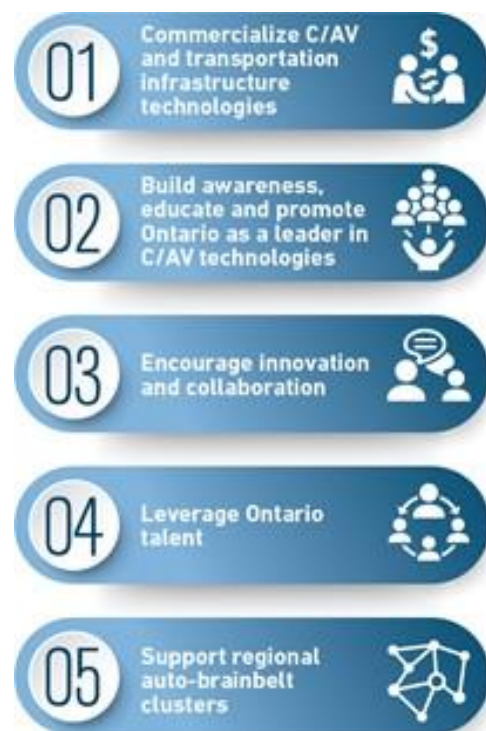 01
Commercialize C/AV
and transportation
infrastructure
technologies
$
02
Build awareness,
educate and promote
Ontario as a leader in
C/AV technologies
03
Encourage innovation
and collaboration
04
Leverage Ontario
talent
05
Support regional
auto-brainbelt
clusters